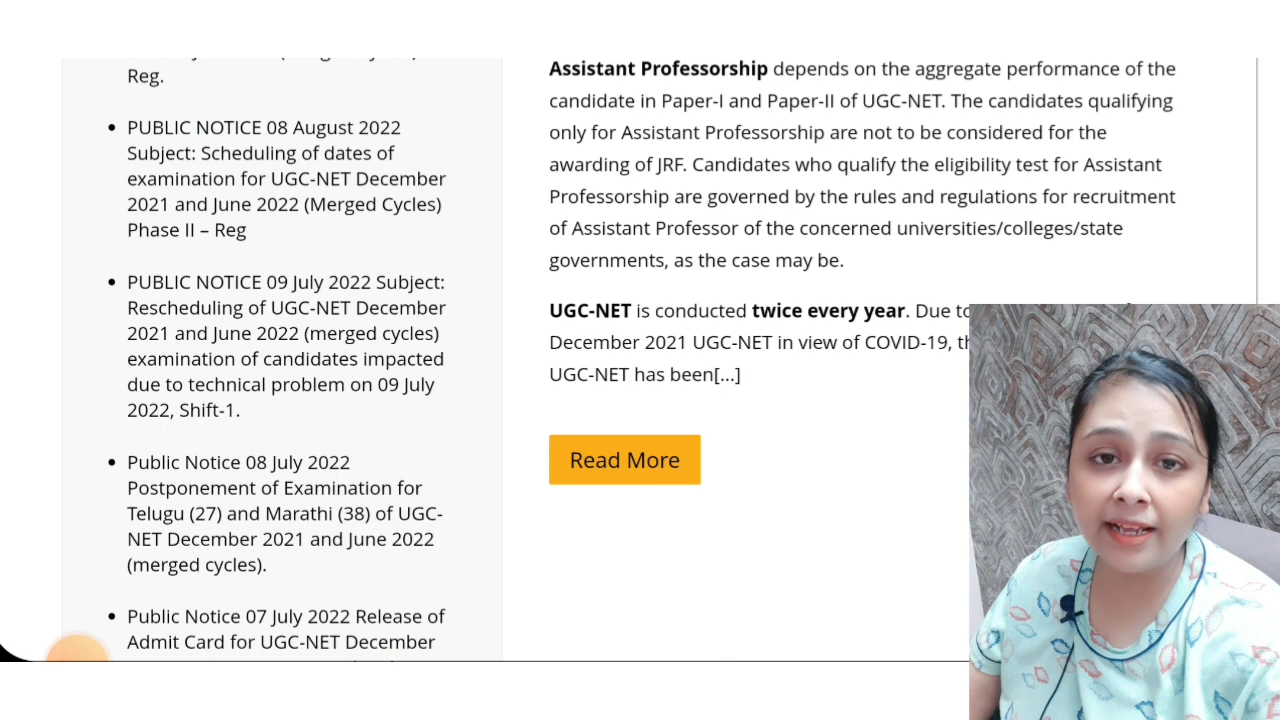 Reg.
PUBLIC NOTICE 08 August 2022
Subject: Scheduling of dates of
examination for UGC-NET December
2021 and June 2022 (Merged Cycles)
Phase II – Reg
PUBLIC NOTICE 09 July 2022 Subject:
Rescheduling of UGC-NET December
2021 and June 2022 (merged cycles)
examination of candidates impacted
due to technical problem on 09 July
2022, Shift-1.
Public Notice 08 July 2022
Postponement of Examination for
Telugu (27) and Marathi (38) of UGC-
NET December 2021 and June 2022
(merged cycles).
Public Notice 07 July 2022 Release of
Admit Card for UGC-NET December
Assistant Professorship depends on the aggregate performance of the
candidate in Paper-I and Paper-II of UGC-NET. The candidates qualifying
only for Assistant Professorship are not to be considered for the
awarding of JRF. Candidates who qualify the eligibility test for Assistant
Professorship are governed by the rules and regulations for recruitment
of Assistant Professor of the concerned universities/colleges/state
governments, as the case may be.
UGC-NET is conducted twice every year. Due to
December 2021 UGC-NET in view of COVID-19,
UGC-NET has been[...]
Read More